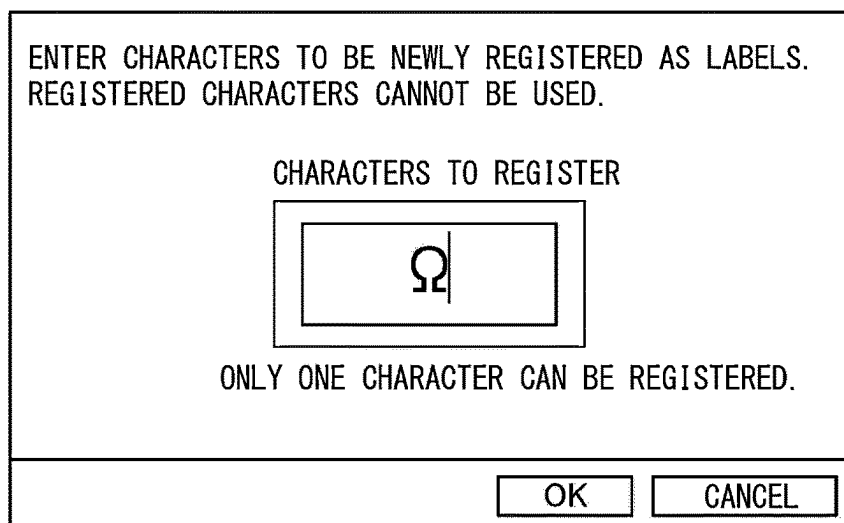 ENTER CHARACTERS TO BE NEWLY REGISTERED AS LABELS.
REGISTERED CHARACTERS CANNOT BE USED.
CHARACTERS TO REGISTER
Ω
ONLY ONE CHARACTER CAN BE REGISTERED.
OK CANCEL